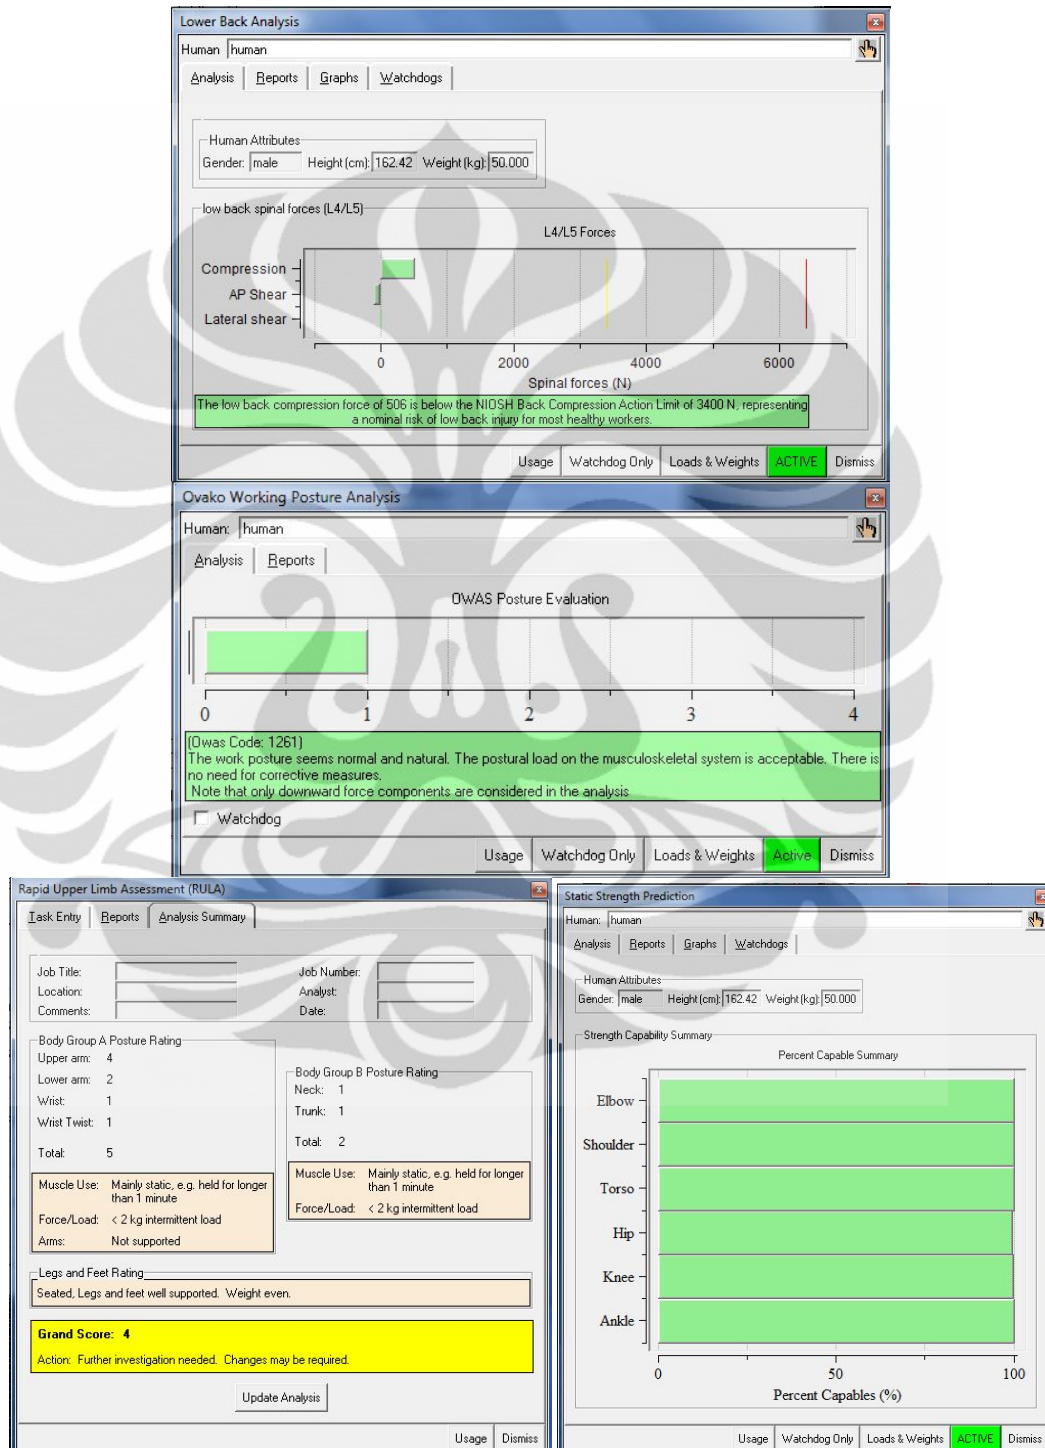 Lower Back Analysis
Human human
Analysis Reports Graphs Watchdogs
Human Attributes
Gender: male Height (cm): 162.42 Weight (kg): 50.000
low back spinal forces (L4/L5)
L4/L5 Forces
Compression
AP Shear
Lateral shear
0 2000 4000 6000
Spinal forces (N)
The low back compression force of 506 is below the NIOSH Back Compression Action Limit of 3400 N, representing
a nominal risk of low back injury for most healthy workers.
Usage Watchdog Only Loads & Weights ACTIVE Dismiss
Ovako Working Posture Analysis
Human: human
Analysis Reports
OWAS Posture Evaluation
0 1 2 3 4
(Owas Code: 1261)
The work posture seems normal and natural. The postural load on the musculoskeletal system is acceptable. There is
no need for corrective measures.
Note that only downward force components are considered in the analysis
Watchdog
Usage Watchdog Only Loads & Weights Active Dismiss
Rapid Upper Limb Assessment (RULA)
Task Entry Reports Analysis Summary
Job Title: Job Number:
Location: Analyst:
Comments: Date:
Body Group A Posture Rating
Upper arm: 4
Lower arm: 2
Wrist: 1
Wrist Twist: 1
Total: 5
Muscle Use: Mainly static, e.g. held for longer
than 1 minute
Force/Load: < 2 kg intermittent load
Arms: Not supported
Body Group B Posture Rating
Neck: 1
Trunk: 1
Total: 2
Muscle Use: Mainly static, e.g. held for longer
than 1 minute
Force/Load: < 2 kg intermittent load
Legs and Feet Rating
Seated, Legs and feet well supported. Weight even.
Grand Score: 4
Action: Further investigation needed. Changes may be required.
Update Analysis
Usage Dismiss
Static Strength Prediction
Human: human
Analysis Reports Graphs Watchdogs
Human Attributes
Gender: male Height (cm): 162.42 Weight (kg): 50.000
Strength Capability Summary
Percent Capable Summary
Elbow
Shoulder
Torso
Hip
Knee
Ankle
0 50 100
Percent Capables (%)
Usage Watchdog Only Loads & Weights ACTIVE Dismiss